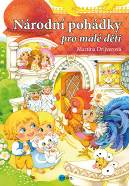 Národní pohádky
pro malé děti
Martina Drijverová